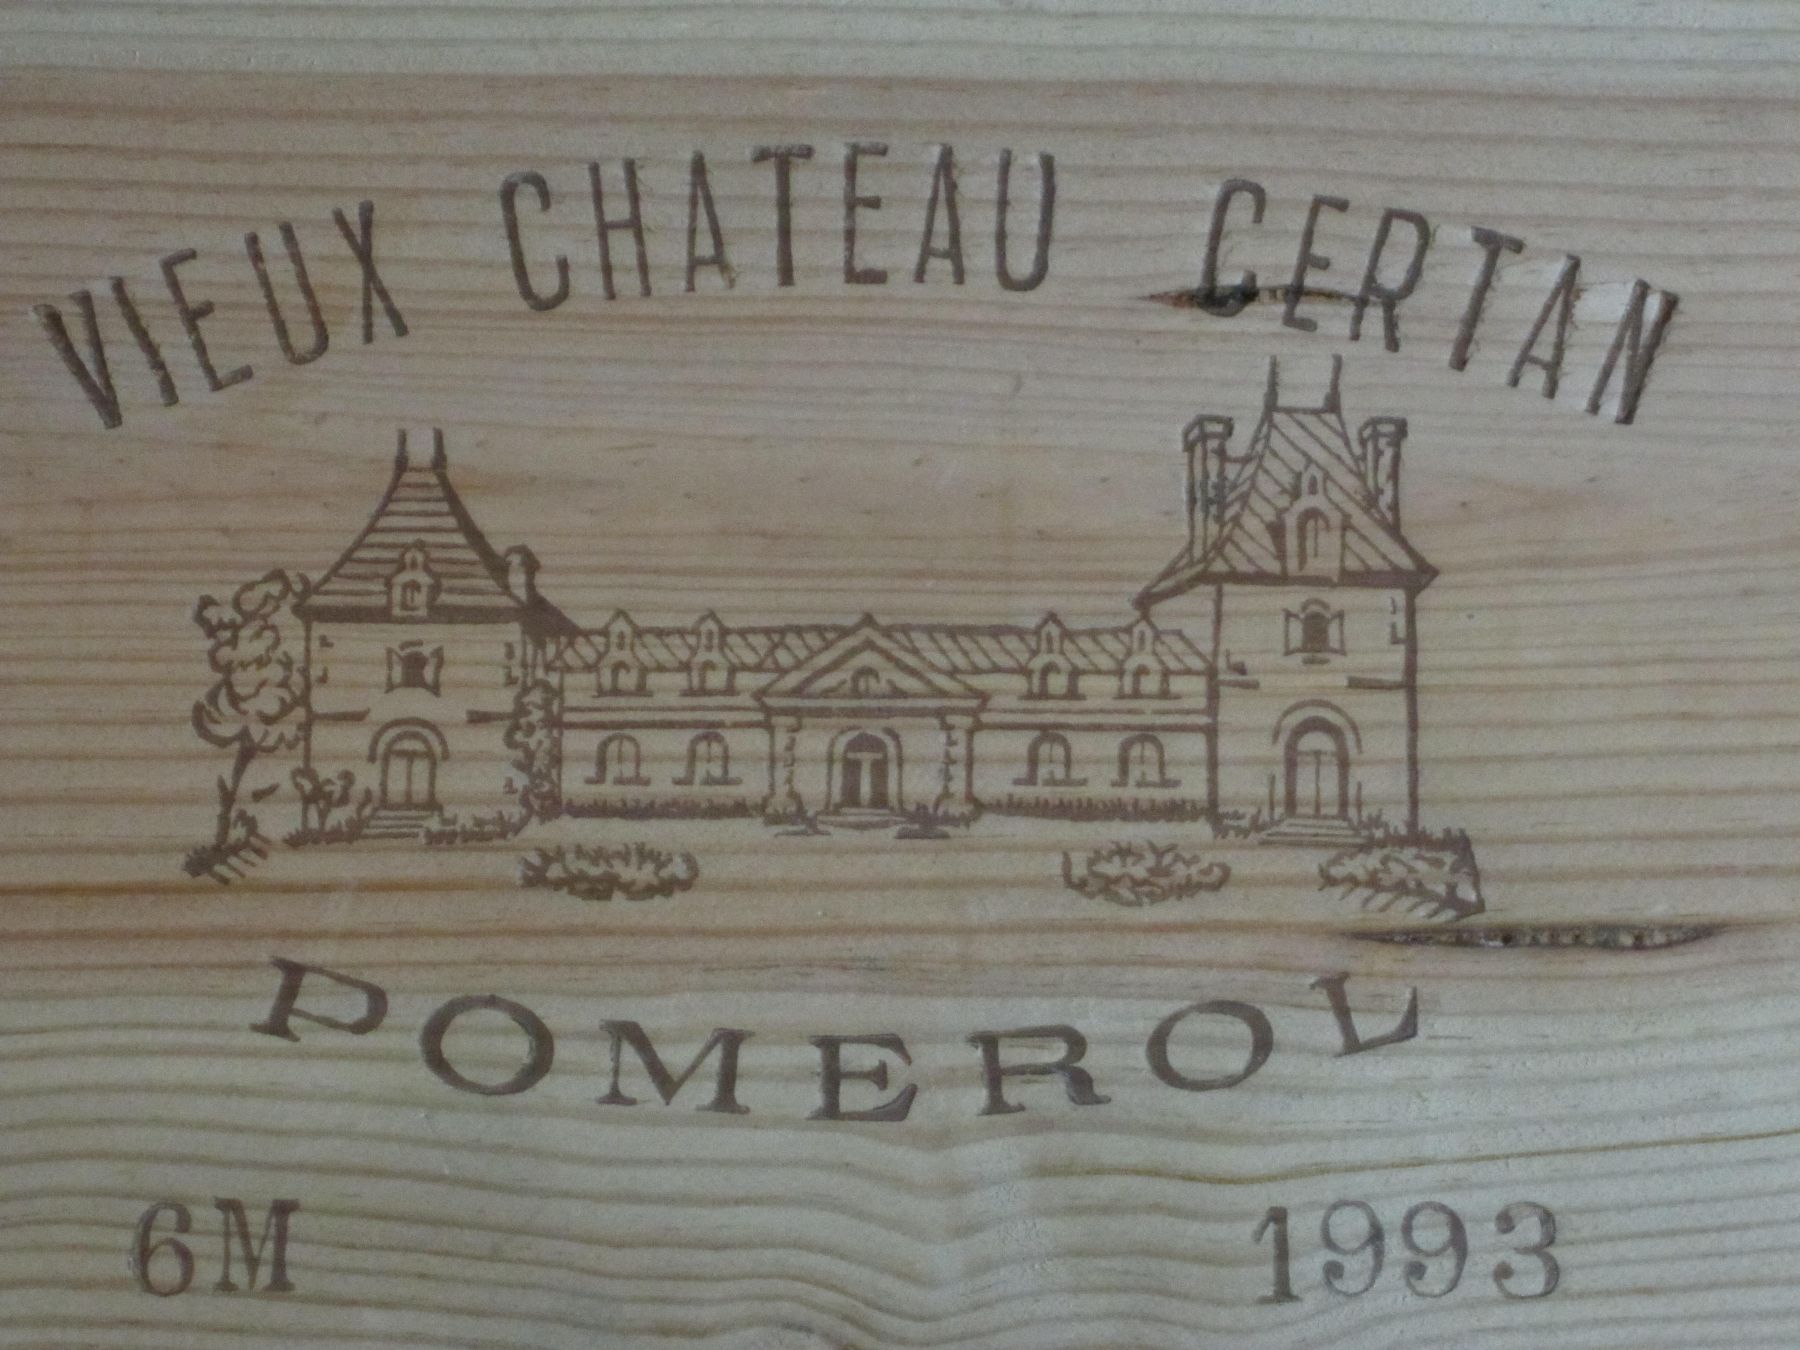 VIEUX CHATEAU CERTAN
POMEROL
6M 1993